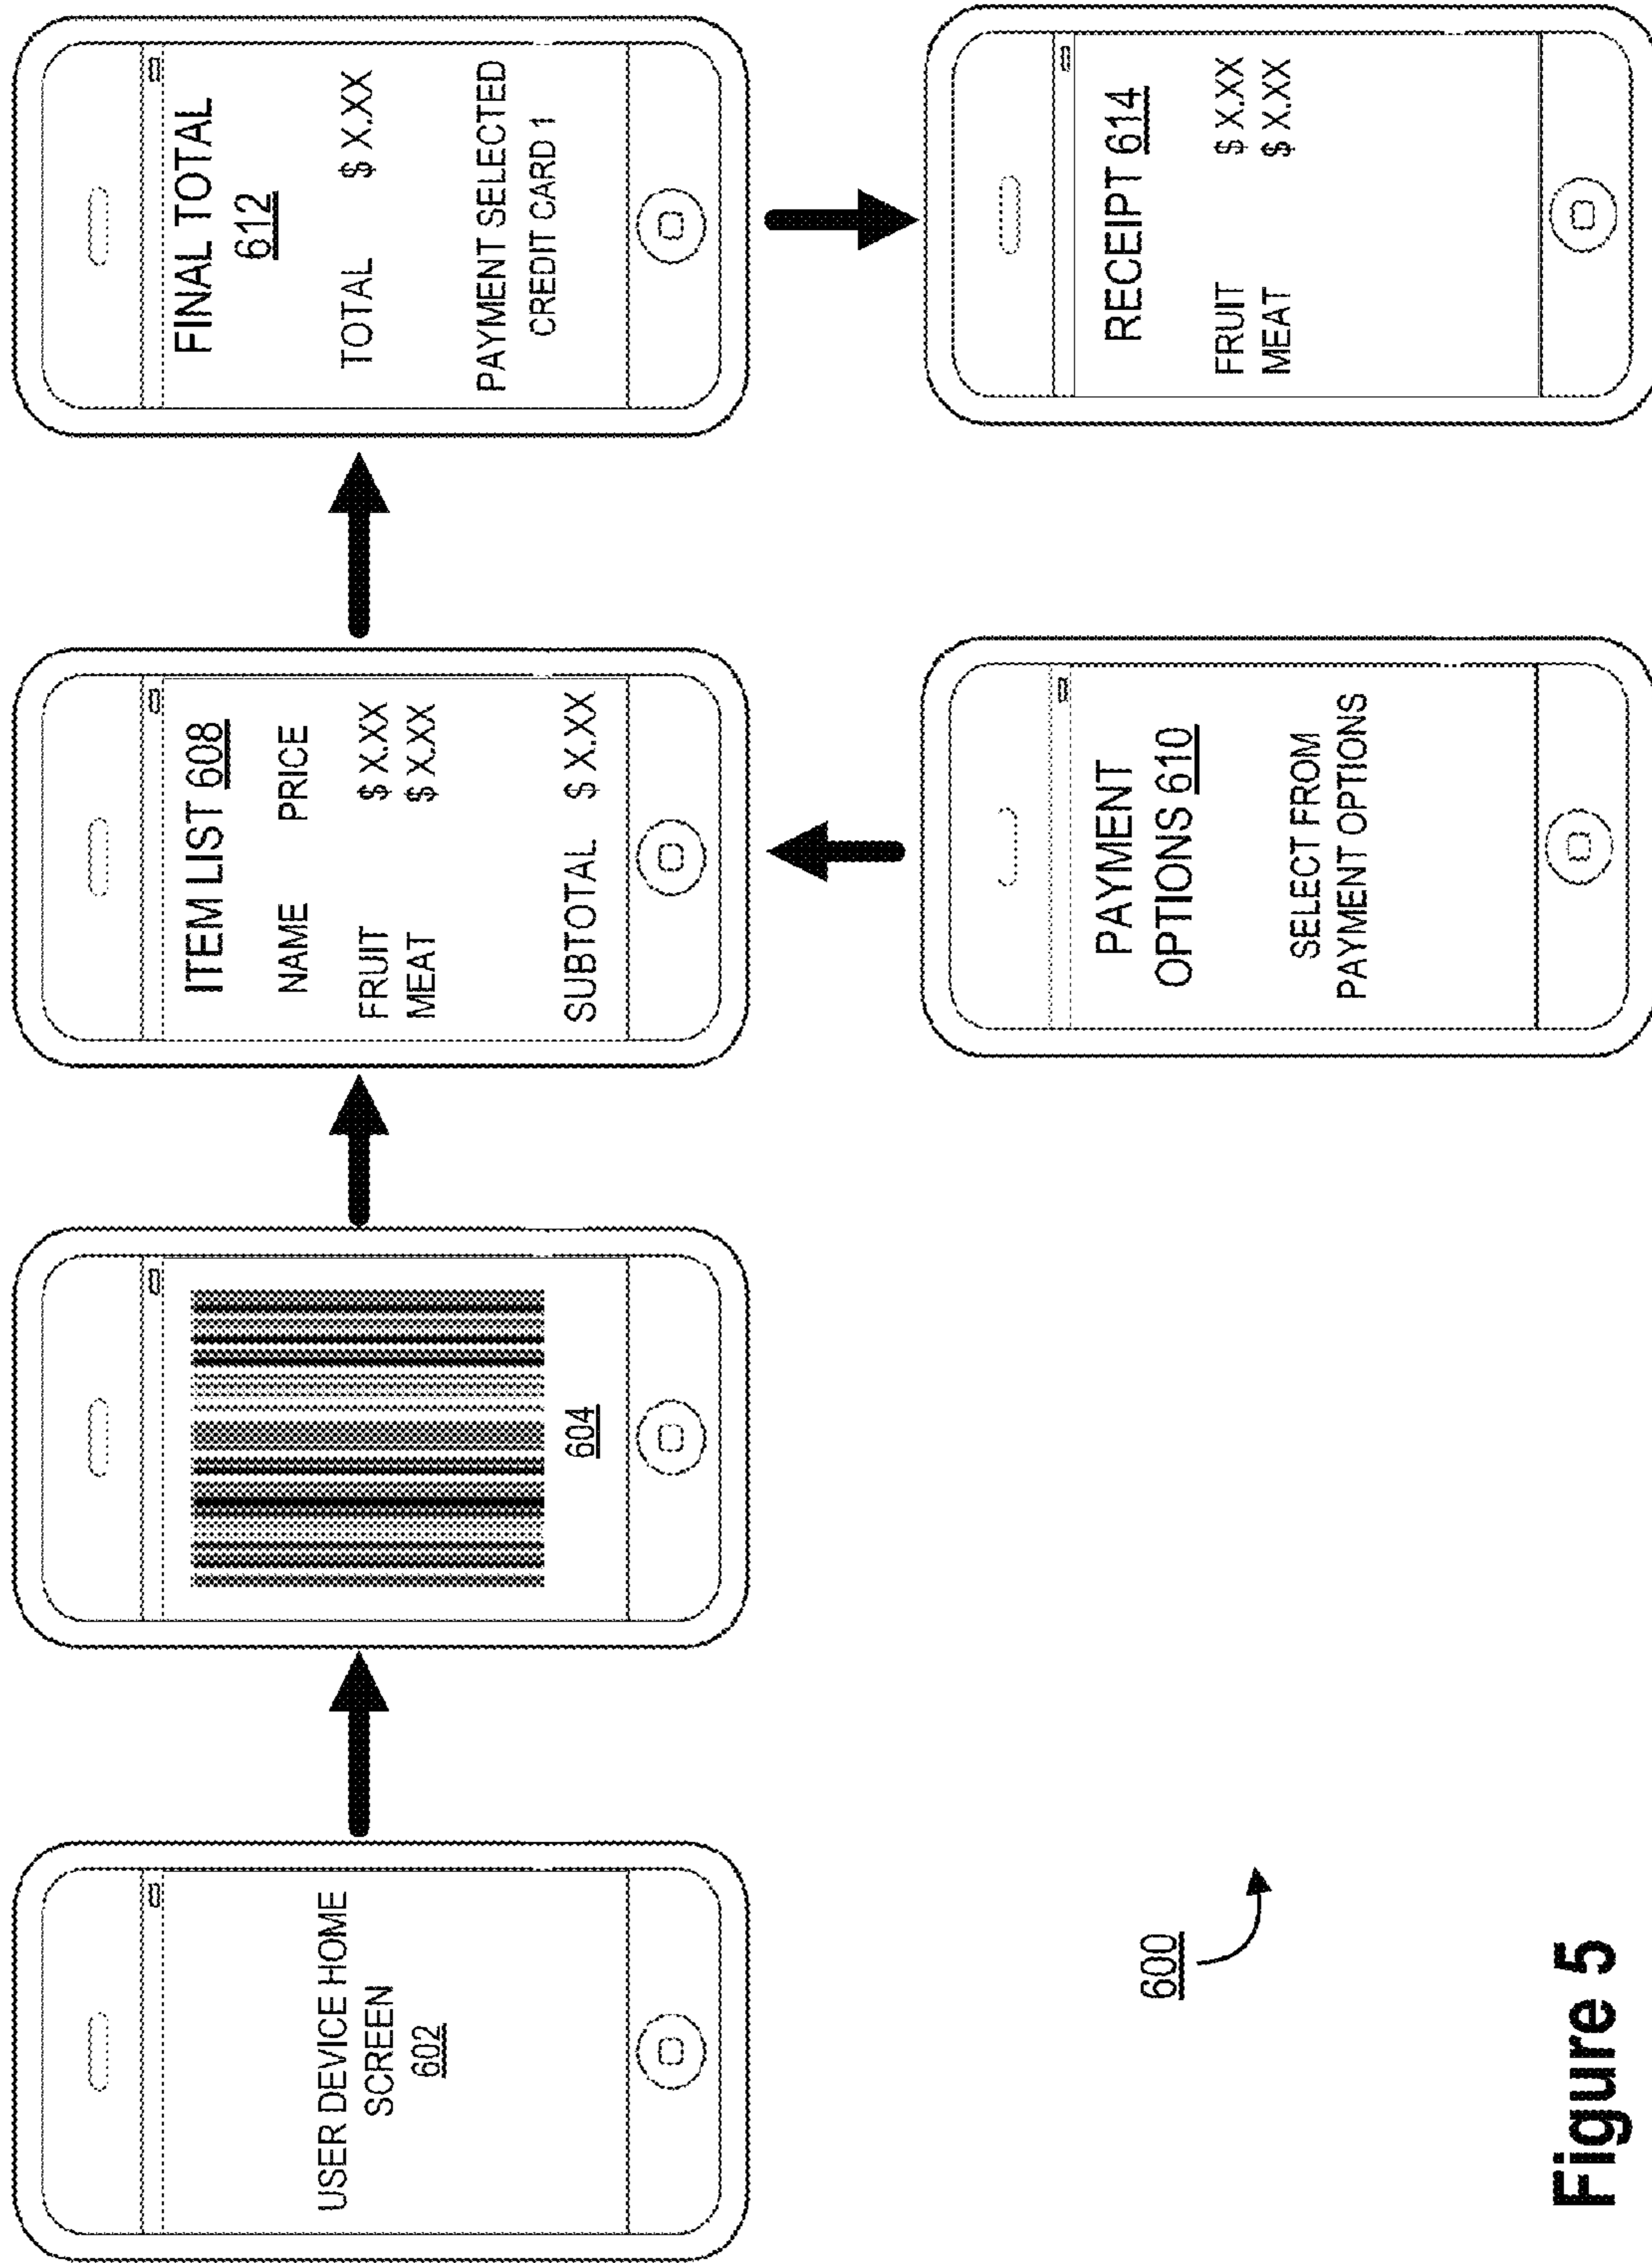 USER DEVICE HOME
SCREEN
602
604
ITEM LIST 608
NAME PRICE
FRUIT $ X.XX
MEAT $ X.XX
SUBTOTAL $ X.XX
FINAL TOTAL
612
TOTAL $ X.XX
PAYMENT SELECTED
CREDIT CARD 1
PAYMENT
OPTIONS 610
SELECT FROM
PAYMENT OPTIONS
RECEIPT 614
FRUIT $ X.XX
MEAT $ X.XX
600
Figure 5